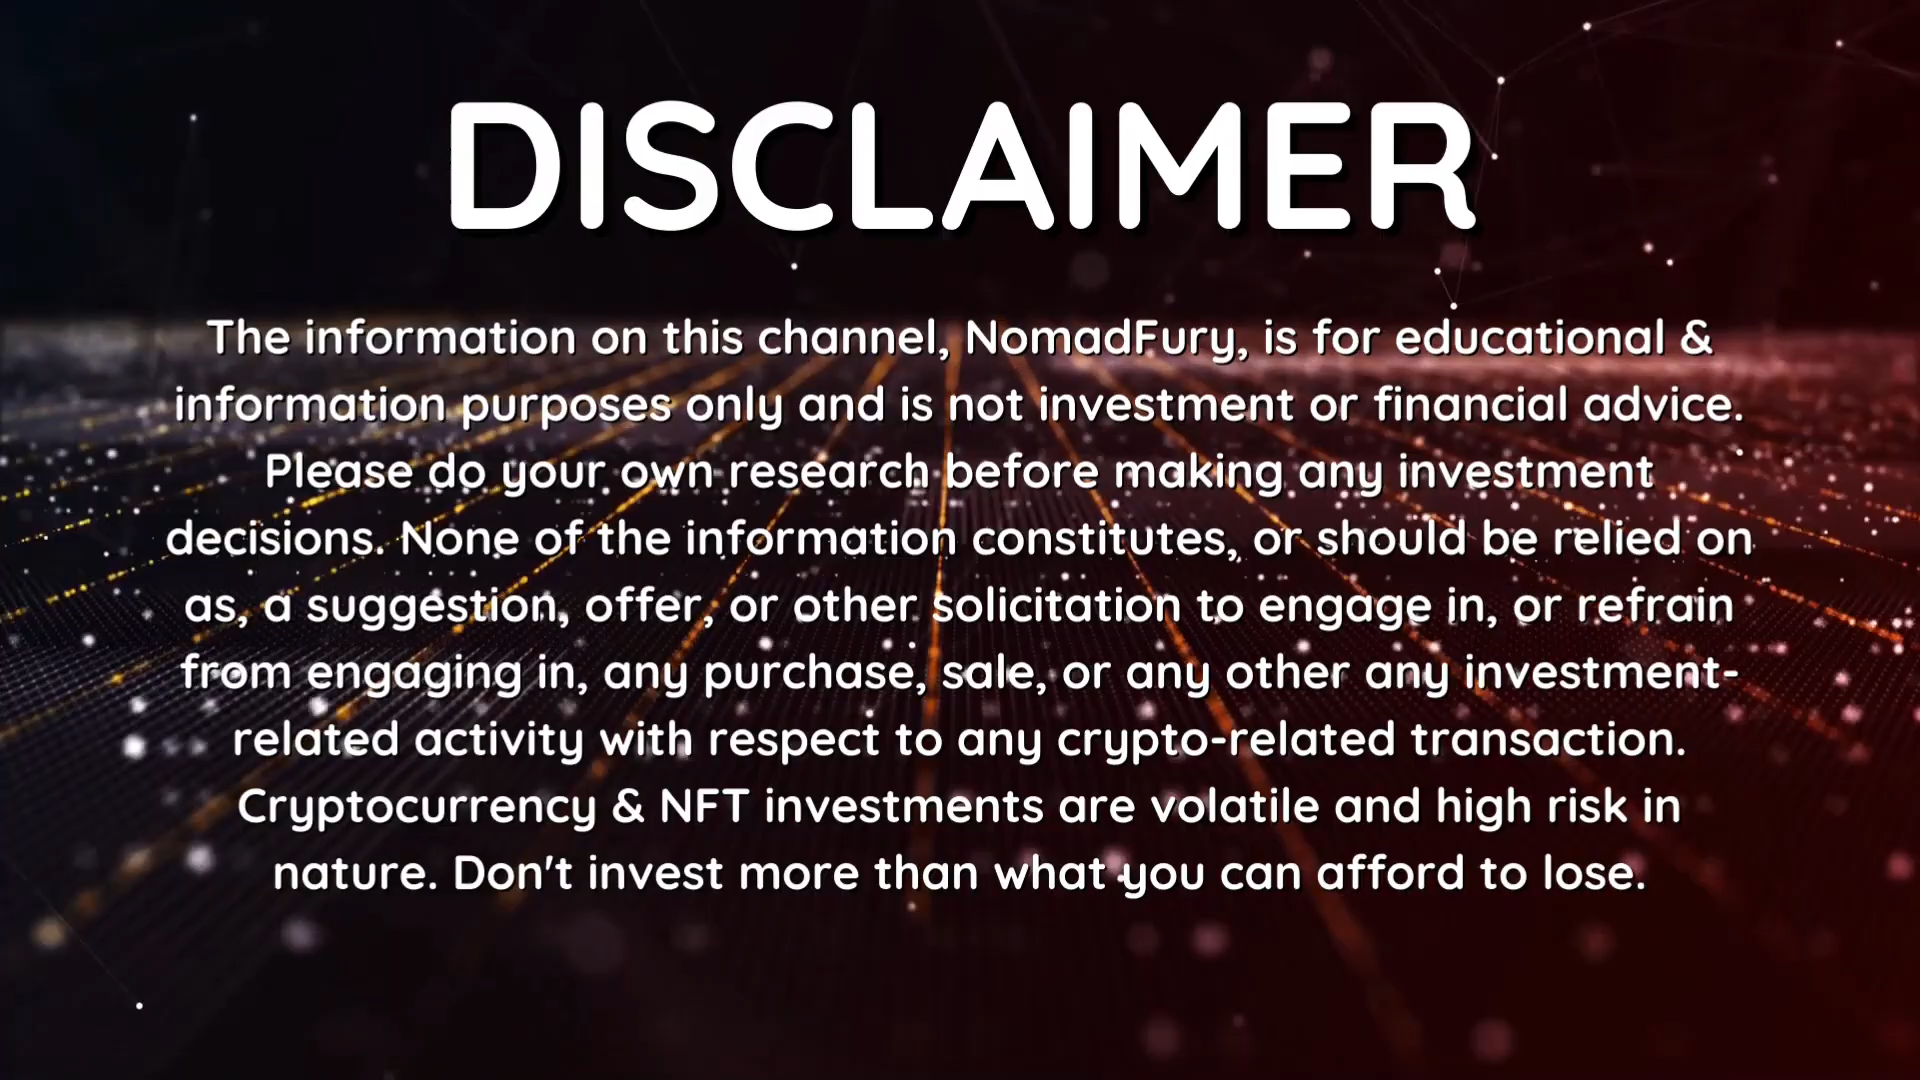 DISCLAIMER
The information on this channel, NomadFury, is for educational &
information purposes only and is not investment or financial advice.
Please do your own research before making any investment
decisions. None of the information constitutes, or should be relied on
as, a suggestion, offer, or other solicitation to engage in, or refrain
from engaging in, any purchase, sale, or any other any investment-
related activity with respect to any crypto-related transaction.
Cryptocurrency & NFT investments are volatile and high risk in
nature. Don't invest more than what you can afford to lose.